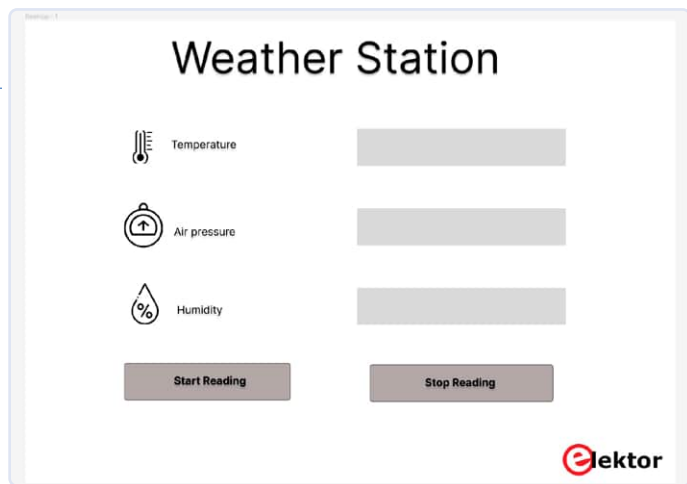 Weather Station
Temperature
Air pressure
%
Humidity
Start Reading
Stop Reading
elektor